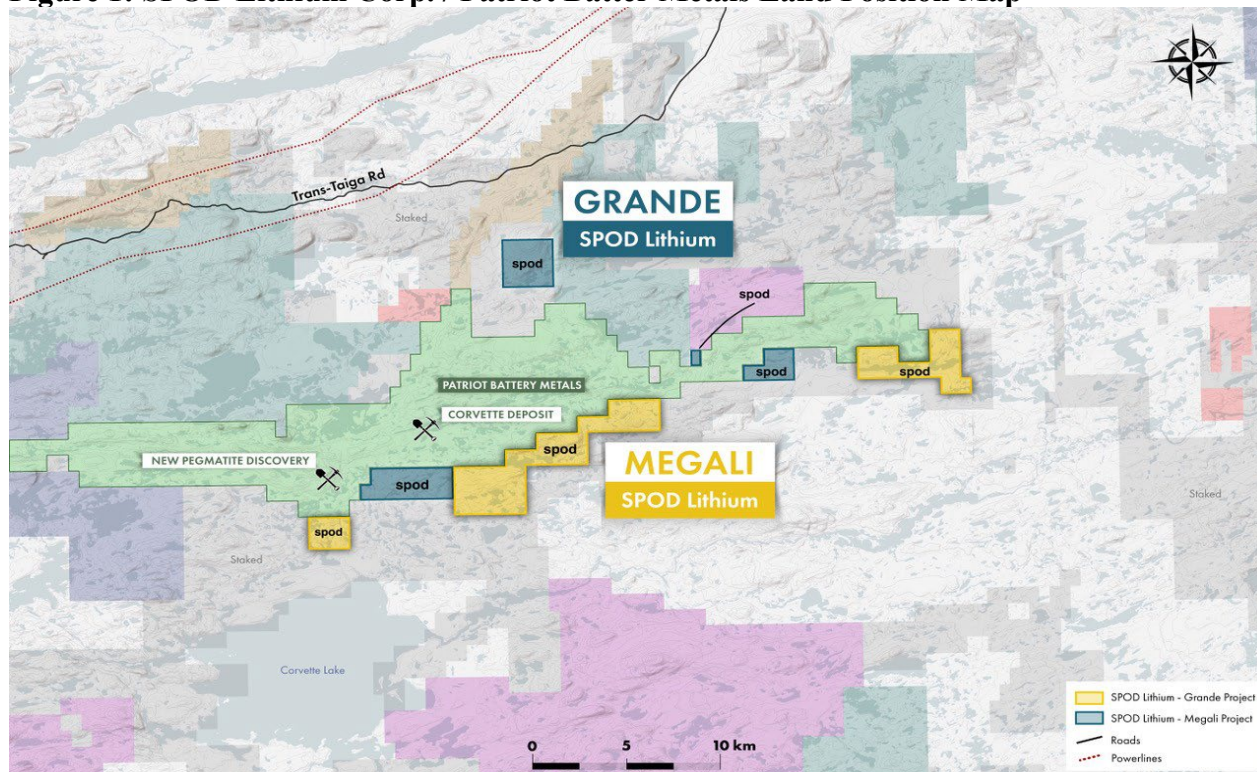 Figure 1: SPOD Lithium Corp. / Patriot Batter Metals Land Position Map
Trans-Taiga Rd
Staked
GRANDE
SPOD Lithium
spod
spod
spod
spod
PATRIOT BATTERY METALS
CORVETTE DEPOSIT
spod
NEW PEGMATITE DISCOVERY
spod
MEGALI
SPOD Lithium
spod
Staked
Staked
Corvette Lake
SPOD Lithium - Grande Project
SPOD Lithium - Megali Project
Roads
Powerlines
0 5 10 km